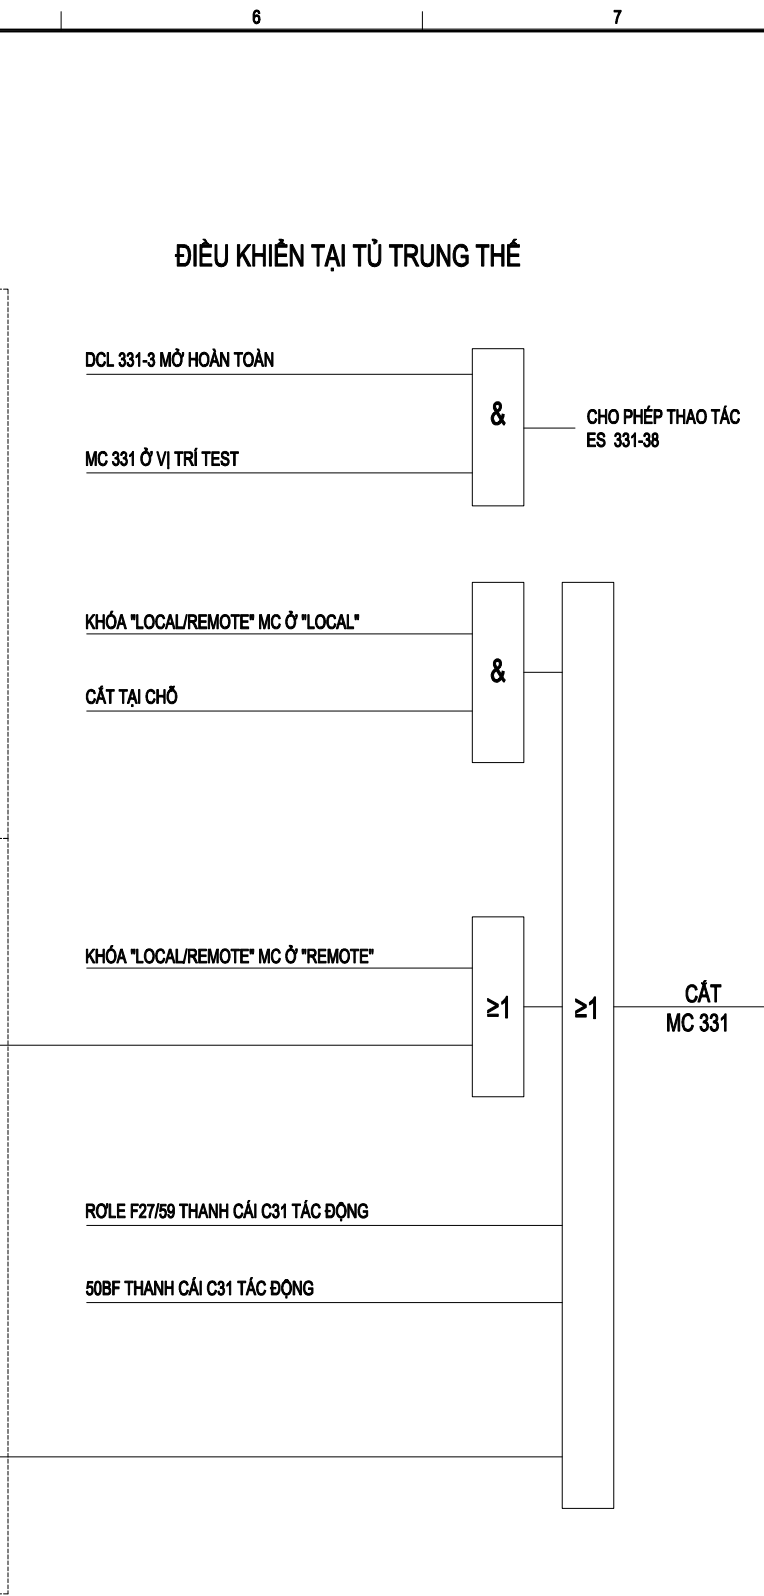 6
7
ĐIỀU KHIỂN TẠI TỦ TRUNG THẾ
DCL 331-3 MỞ HOÀN TOÀN
&
CHO PHÉP THAO TÁC
ES 331-38
MC 331 Ở VỊ TRÍ TEST
KHÓA "LOCAL/REMOTE" MC Ở "LOCAL"
&
CẮT TẠI CHỖ
KHÓA "LOCAL/REMOTE" MC Ở "REMOTE"
≥1
≥1
CẮT
MC 331
RƠLE F27/59 THANH CÁI C31 TÁC ĐỘNG
50BF THANH CÁI C31 TÁC ĐỘNG